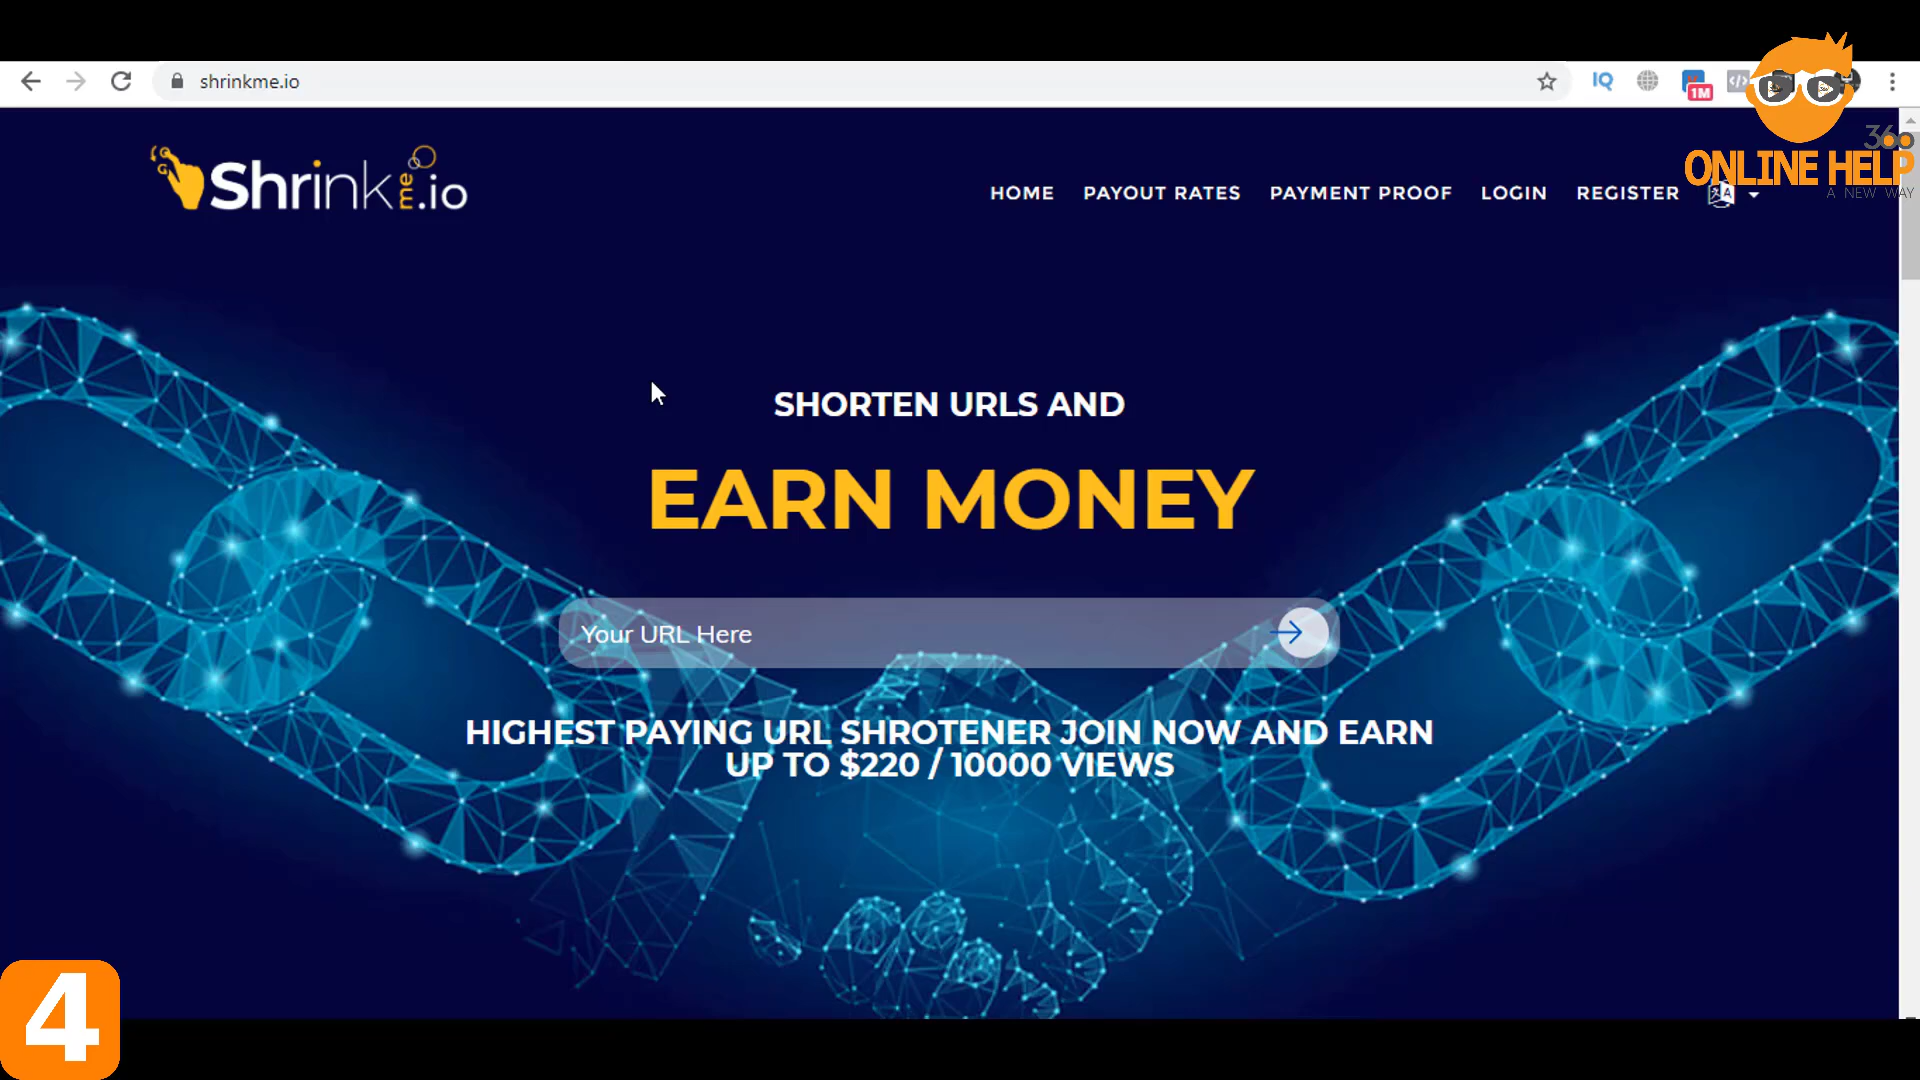 shrinkme.io
IQ
1M
360
ONLINE HELP
A NEW WAY
Shrinkme.io
HOME PAYOUT RATES PAYMENT PROOF LOGIN REGISTER
SHORTEN URLS AND
EARN MONEY
Your URL Here
HIGHEST PAYING URL SHROTENER JOIN NOW AND EARN
UP TO $220 / 10000 VIEWS
4